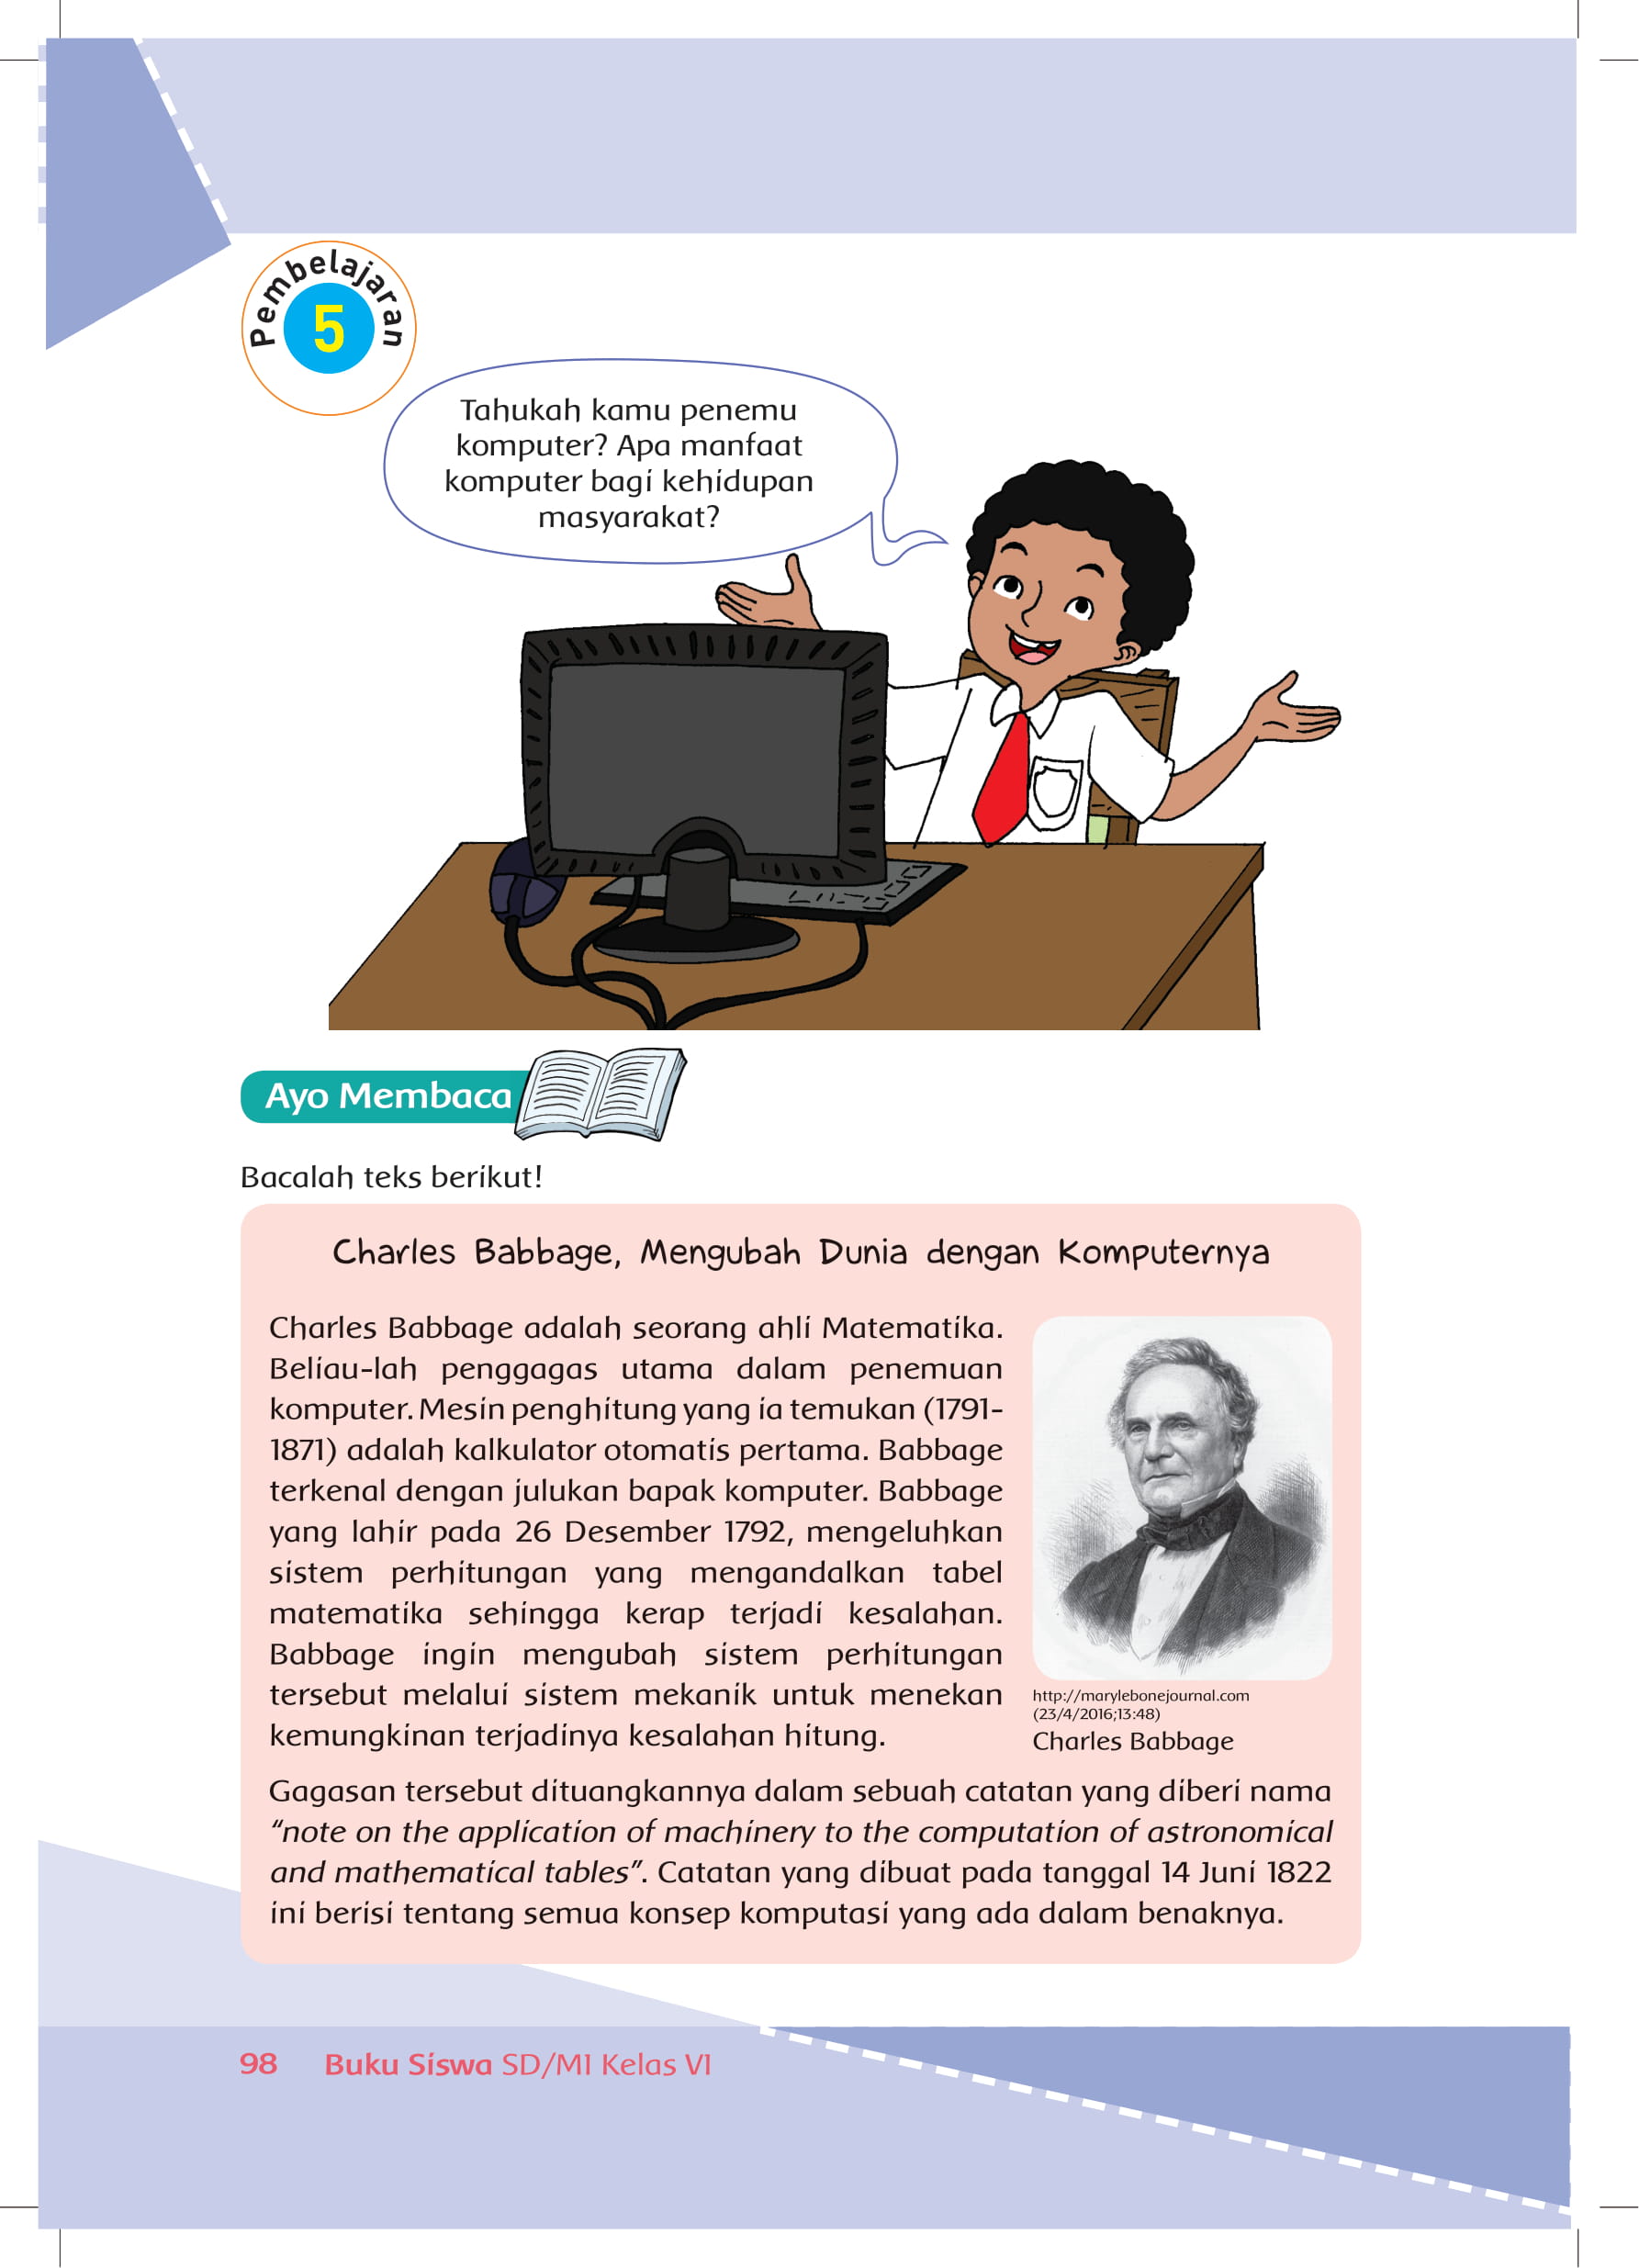 Pembelajaran
5
Tahukah kamu penemu
komputer? Apa manfaat
komputer bagi kehidupan
masyarakat?
Ayo Membaca
Bacalah teks berikut!
Charles Babbage, Mengubah Dunia dengan Komputernya
Charles Babbage adalah seorang ahli Matematika.
Beliau-lah penggagas utama dalam penemuan
komputer. Mesin penghitung yang ia temukan (1791-
1871) adalah kalkulator otomatis pertama. Babbage
terkenal dengan julukan bapak komputer. Babbage
yang lahir pada 26 Desember 1792, mengeluhkan
sistem perhitungan yang mengandalkan tabel
matematika sehingga kerap terjadi kesalahan.
Babbage ingin mengubah sistem perhitungan
tersebut melalui sistem mekanik untuk menekan
kemungkinan terjadinya kesalahan hitung.
http://marylebonejournal.com
(23/4/2016;13:48)
Charles Babbage
Gagasan tersebut dituangkannya dalam sebuah catatan yang diberi nama
“note on the application of machinery to the computation of astronomical
and mathematical tables”. Catatan yang dibuat pada tanggal 14 Juni 1822
ini berisi tentang semua konsep komputasi yang ada dalam benaknya.
98 Buku Siswa SD/MI Kelas VI